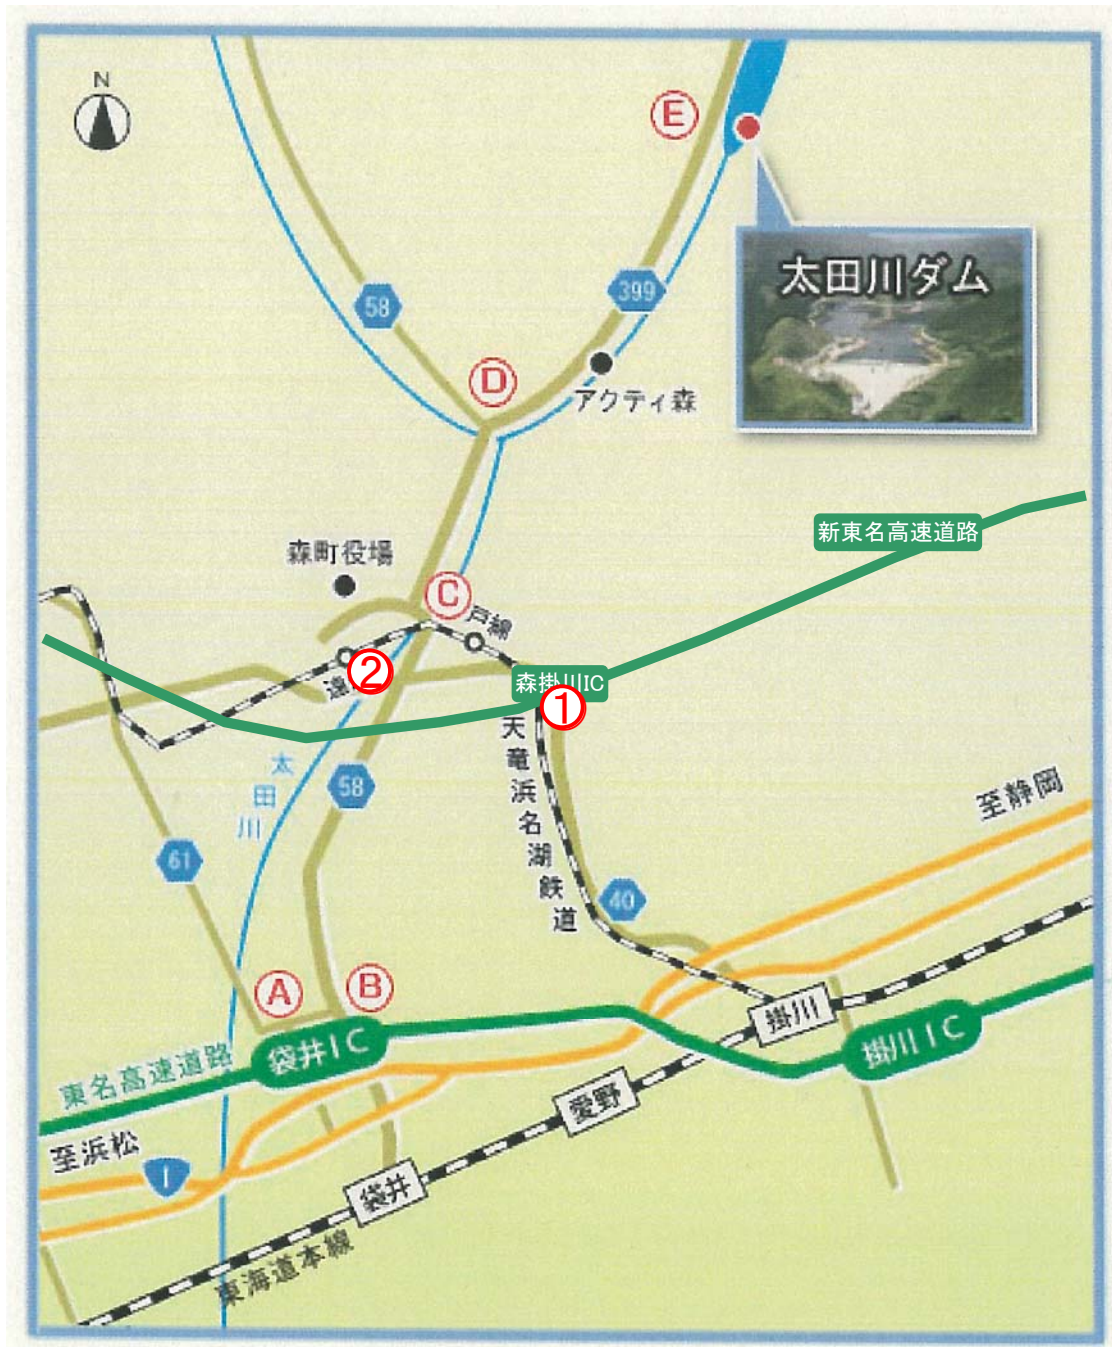 N
E
太田川ダム
58
399
D
アクティ森
新東名高速道路
森町役場
C
戸綿
②
遠
森掛川IC
①
天竜浜名湖鉄道
太田川
58
61
40
至静岡
A
B
袋井IC
掛川
掛川IC
東名高速道路
愛野
至浜松
1
袋井
東海道本線